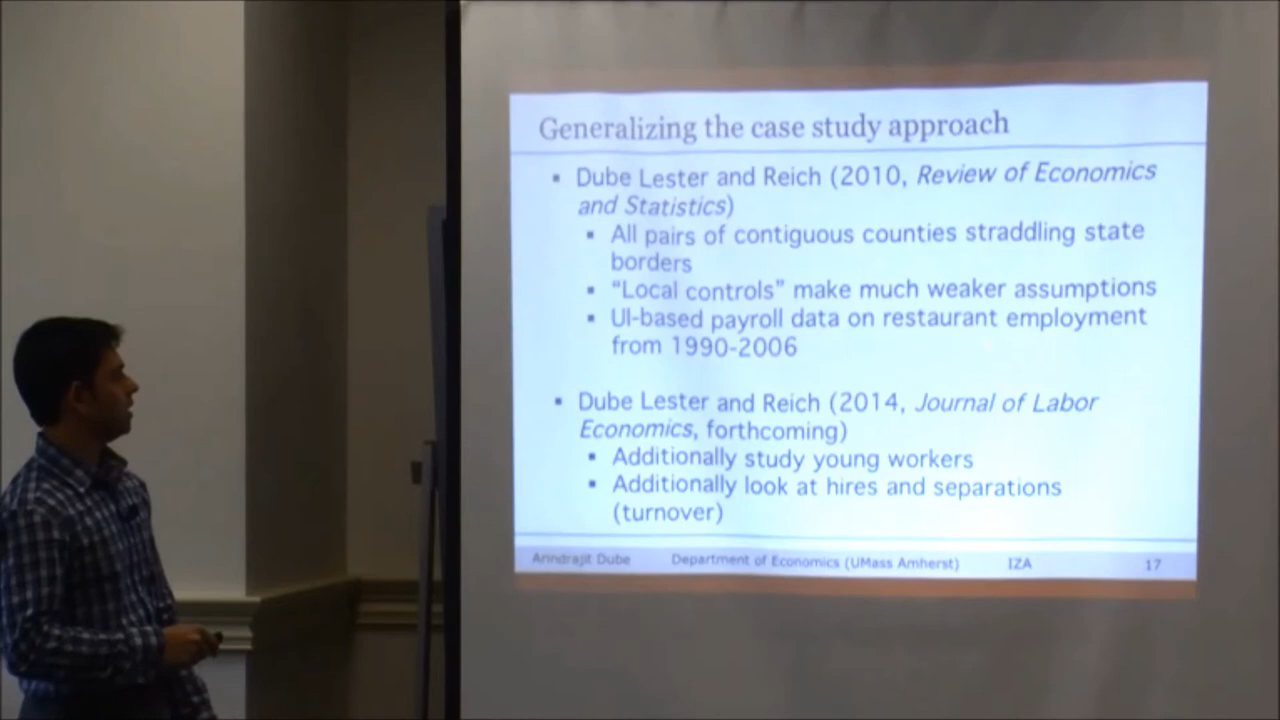 Generalizing the case study approach
▪ Dube Lester and Reich (2010, Review of Economics
and Statistics)
▪ All pairs of contiguous counties straddling state
borders
▪ “Local controls” make much weaker assumptions
▪ UI-based payroll data on restaurant employment
from 1990-2006
▪ Dube Lester and Reich (2014, Journal of Labor
Economics, forthcoming)
▪ Additionally study young workers
▪ Additionally look at hires and separations
(turnover)
Arindrajit Dube Department of Economics (UMass Amherst) IZA 17